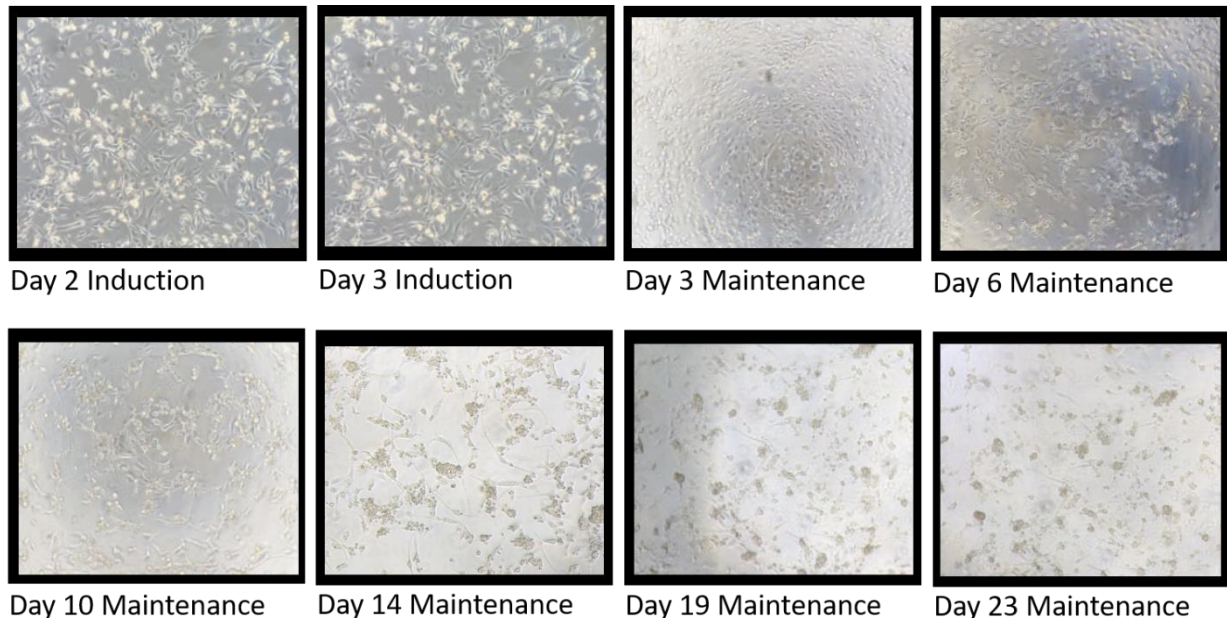 Day 2 Induction
Day 3 Induction
Day 3 Maintenance
Day 6 Maintenance
Day 10 Maintenance
Day 14 Maintenance
Day 19 Maintenance
Day 23 Maintenance